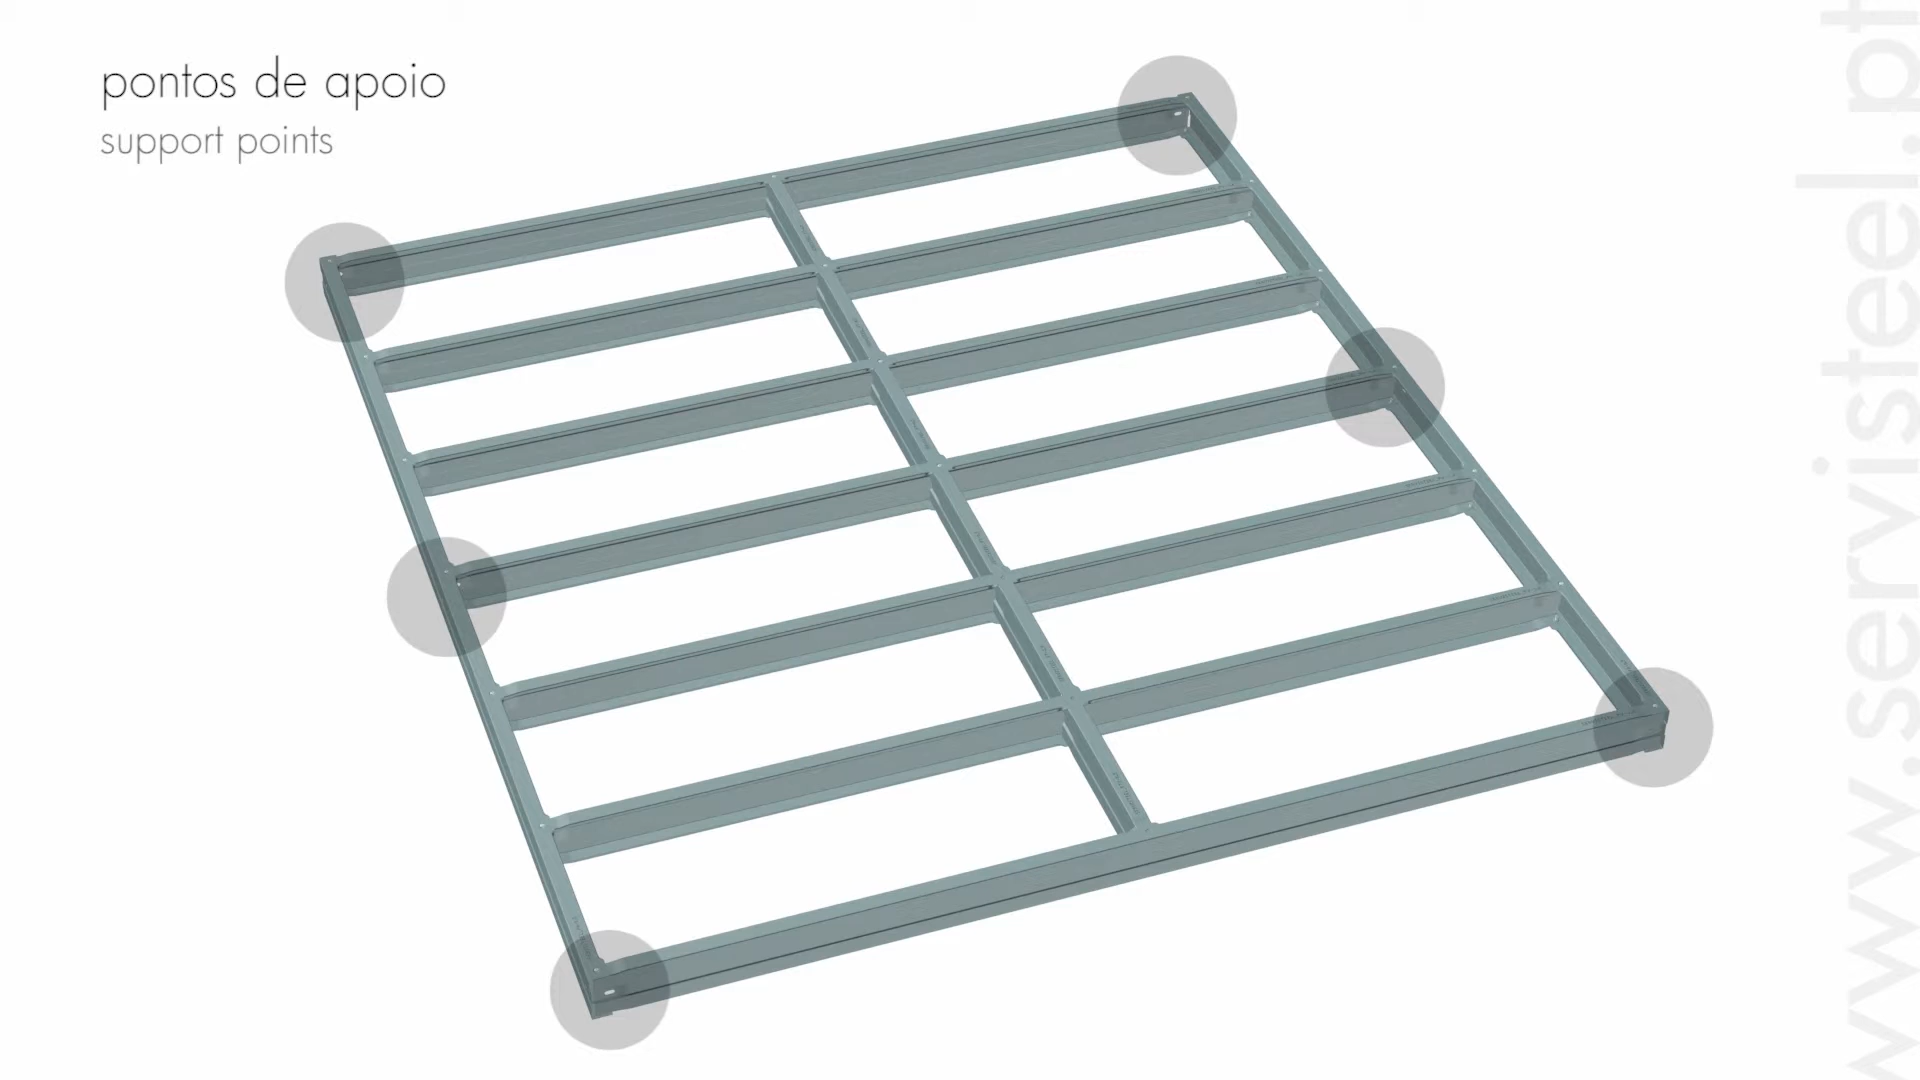 pontos de apoio
support points
www.servisteel.pt